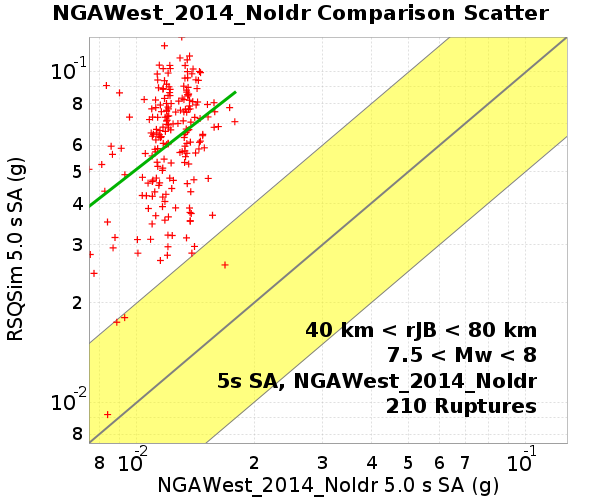 NGAWest_2014_NoIdr Comparison Scatter
RSQSim 5.0 s SA (g)
10-1
8
6
5
4
3
2
10-2
8
40 km < rJB < 80 km
7.5 < Mw < 8
5s SA, NGAWest_2014_NoIdr
210 Ruptures
8 10-2 2 3 4 5 6 7 8 10-1
NGAWest_2014_NoIdr 5.0 s SA (g)